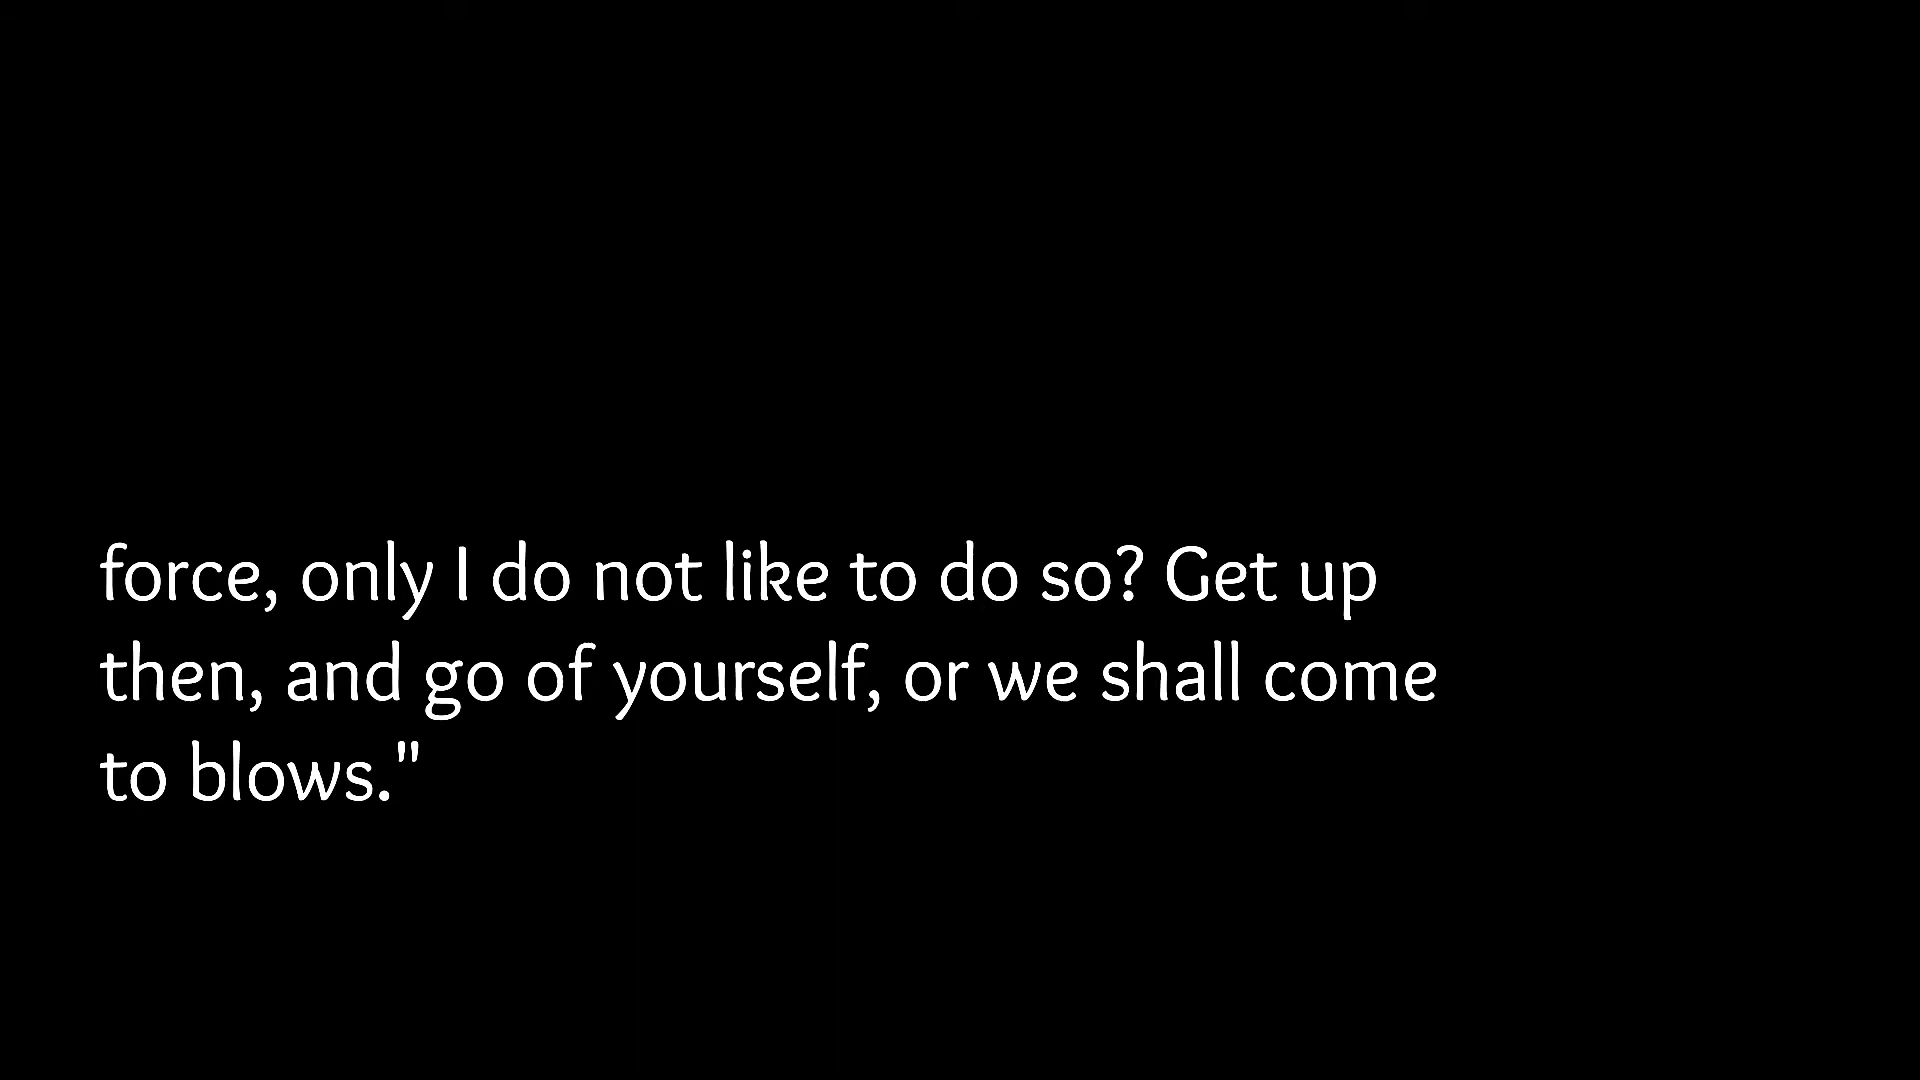 force, only I do not like to do so? Get up
then, and go of yourself, or we shall come
to blows."